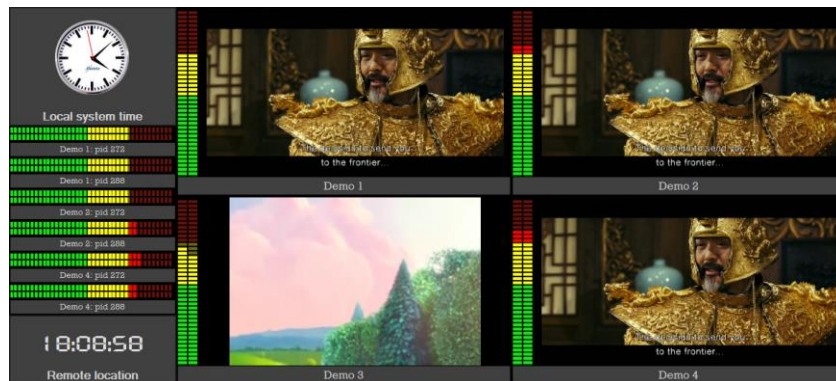 Local system time
Demo 1: pid 272
Demo 1: pid 288
Demo 2: pid 272
Demo 2: pid 288
Demo 4: pid 272
Demo 4: pid 288
18:08:58
Remote location
to the frontier...
Demo 1
to the frontier...
Demo 2
Demo 3
to the frontier...
Demo 4